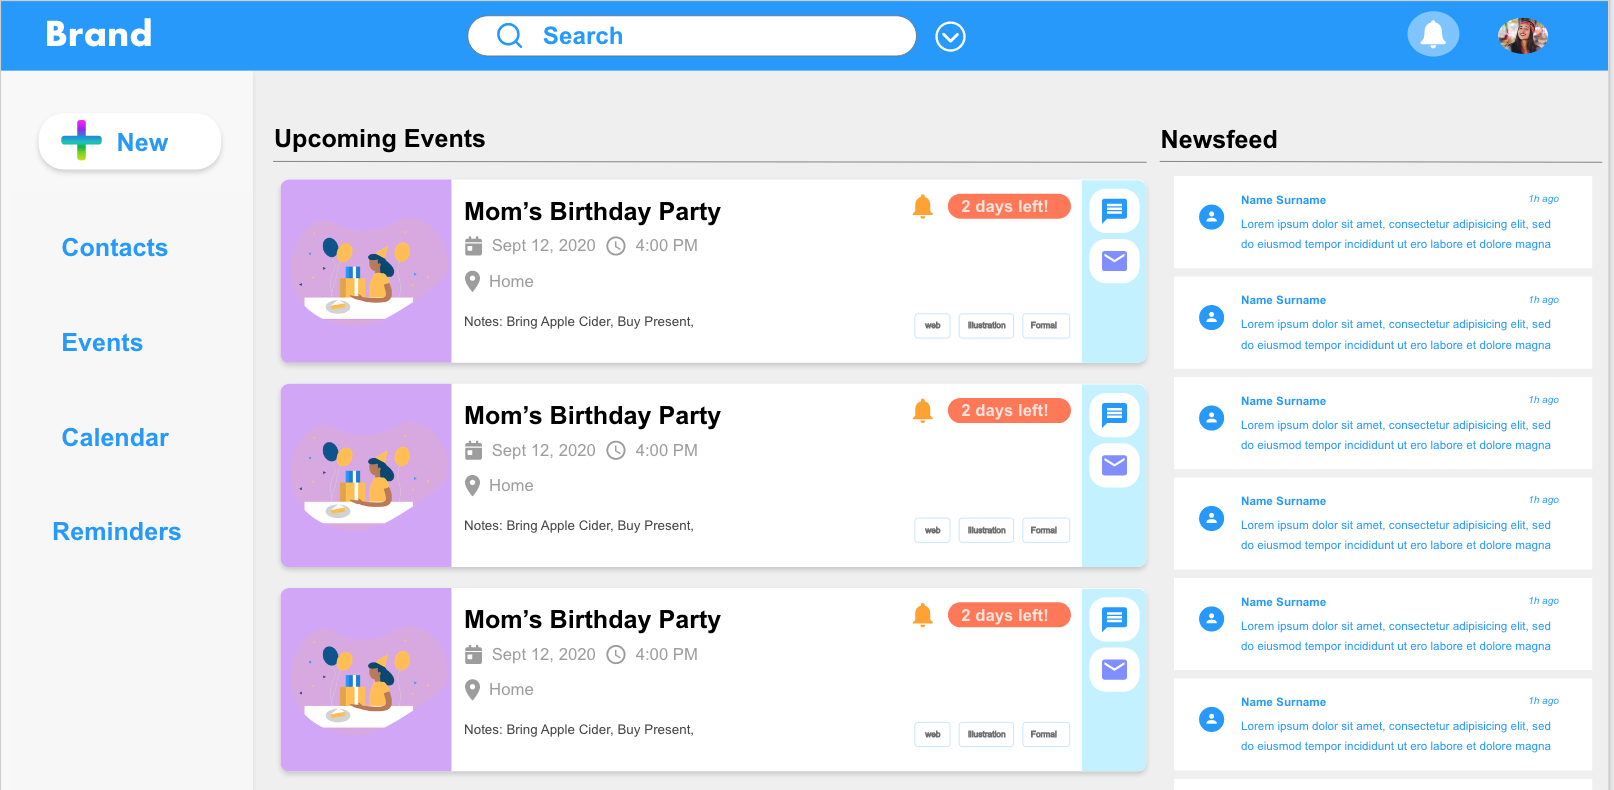 Brand
Search
New
Contacts
Events
Calendar
Reminders
Upcoming Events
Mom’s Birthday Party
2 days left!
Sept 12, 2020 4:00 PM
Home
Notes: Bring Apple Cider, Buy Present,
web Illustration Formal
Mom’s Birthday Party
2 days left!
Sept 12, 2020 4:00 PM
Home
Notes: Bring Apple Cider, Buy Present,
web Illustration Formal
Mom’s Birthday Party
2 days left!
Sept 12, 2020 4:00 PM
Home
Notes: Bring Apple Cider, Buy Present,
web Illustration Formal
Newsfeed
Name Surname 1h ago
Lorem ipsum dolor sit amet, consectetur adipisicing elit, sed
do eiusmod tempor incididunt ut ero labore et dolore magna
Name Surname 1h ago
Lorem ipsum dolor sit amet, consectetur adipisicing elit, sed
do eiusmod tempor incididunt ut ero labore et dolore magna
Name Surname 1h ago
Lorem ipsum dolor sit amet, consectetur adipisicing elit, sed
do eiusmod tempor incididunt ut ero labore et dolore magna
Name Surname 1h ago
Lorem ipsum dolor sit amet, consectetur adipisicing elit, sed
do eiusmod tempor incididunt ut ero labore et dolore magna
Name Surname 1h ago
Lorem ipsum dolor sit amet, consectetur adipisicing elit, sed
do eiusmod tempor incididunt ut ero labore et dolore magna
Name Surname 1h ago
Lorem ipsum dolor sit amet, consectetur adipisicing elit, sed
do eiusmod tempor incididunt ut ero labore et dolore magna